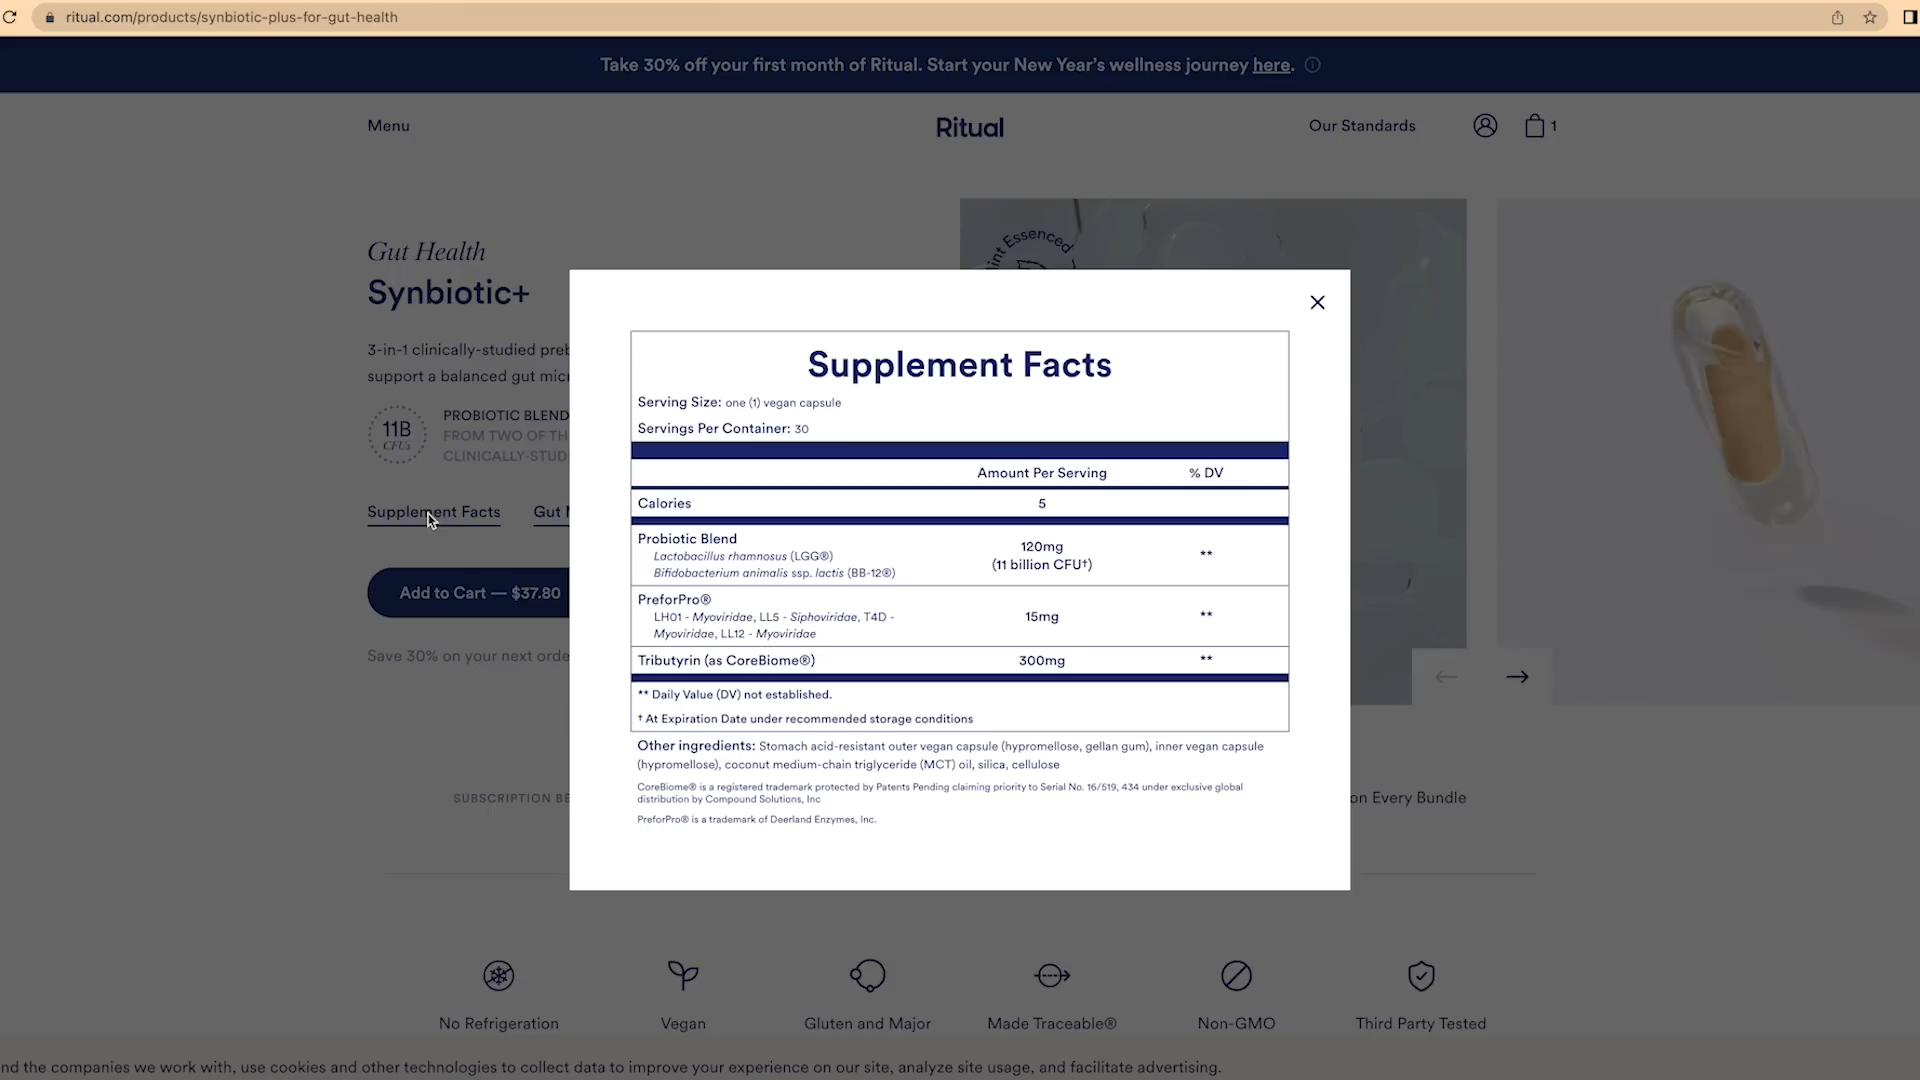 ritual.com/products/synbiotic-plus-for-gut-health
Take 30% off your first month of Ritual. Start your New Year's wellness journey here.
Menu
Ritual
Our Standards
1
Gut Health
Synbiotic+
3-in-1 clinically-studied
support a balanced gut
11B
CFUs
PROBIOTIC BLEND
FROM TWO OF
CLINICALLY-
Supplement Facts
Gut
Add to Cart — $37.80
Save 30% on your next
Essenced
Supplement Facts
Serving Size: one (1) vegan capsule
Servings Per Container: 30
Amount Per Serving % DV
Calories 5
Probiotic Blend
Lactobacillus rhamnosus (LGG®)
Bifidobacterium animalis ssp. lactis (BB-12®)
120mg
(11 billion CFU†)
**
PreforPro®
LH01 - Myoviridae, LL5 - Siphoviridae, T4D -
Myoviridae, LL12 - Myoviridae
15mg **
Tributyrin (as CoreBiome®) 300mg **
** Daily Value (DV) not established.
† At Expiration Date under recommended storage conditions
Other ingredients: Stomach acid-resistant outer vegan capsule (hypromellose, gellan gum), inner vegan capsule
(hypromellose), coconut medium-chain triglyceride (MCT) oil, silica, cellulose
CoreBiome® is a registered trademark protected by Patents Pending claiming priority to Serial No. 16/519, 434 under exclusive global
distribution by Compound Solutions, Inc
PreforPro® is a trademark of Deerland Enzymes, Inc.
SUBSCRIPTION
on Every Bundle
No Refrigeration
Vegan
Gluten and Major
Made Traceable®
Non-GMO
Third Party Tested
the companies we work with, use cookies and other technologies to collect data to improve your experience on our site, analyze site usage, and facilitate advertising.